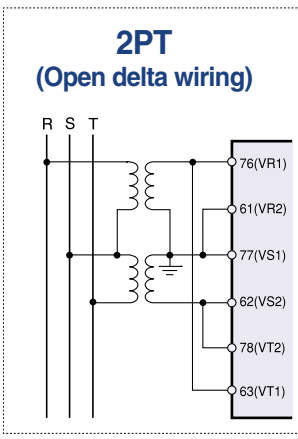 2PT
(Open delta wiring)
R S T
76(VR1)
61(VR2)
77(VS1)
62(VS2)
78(VT2)
63(VT1)